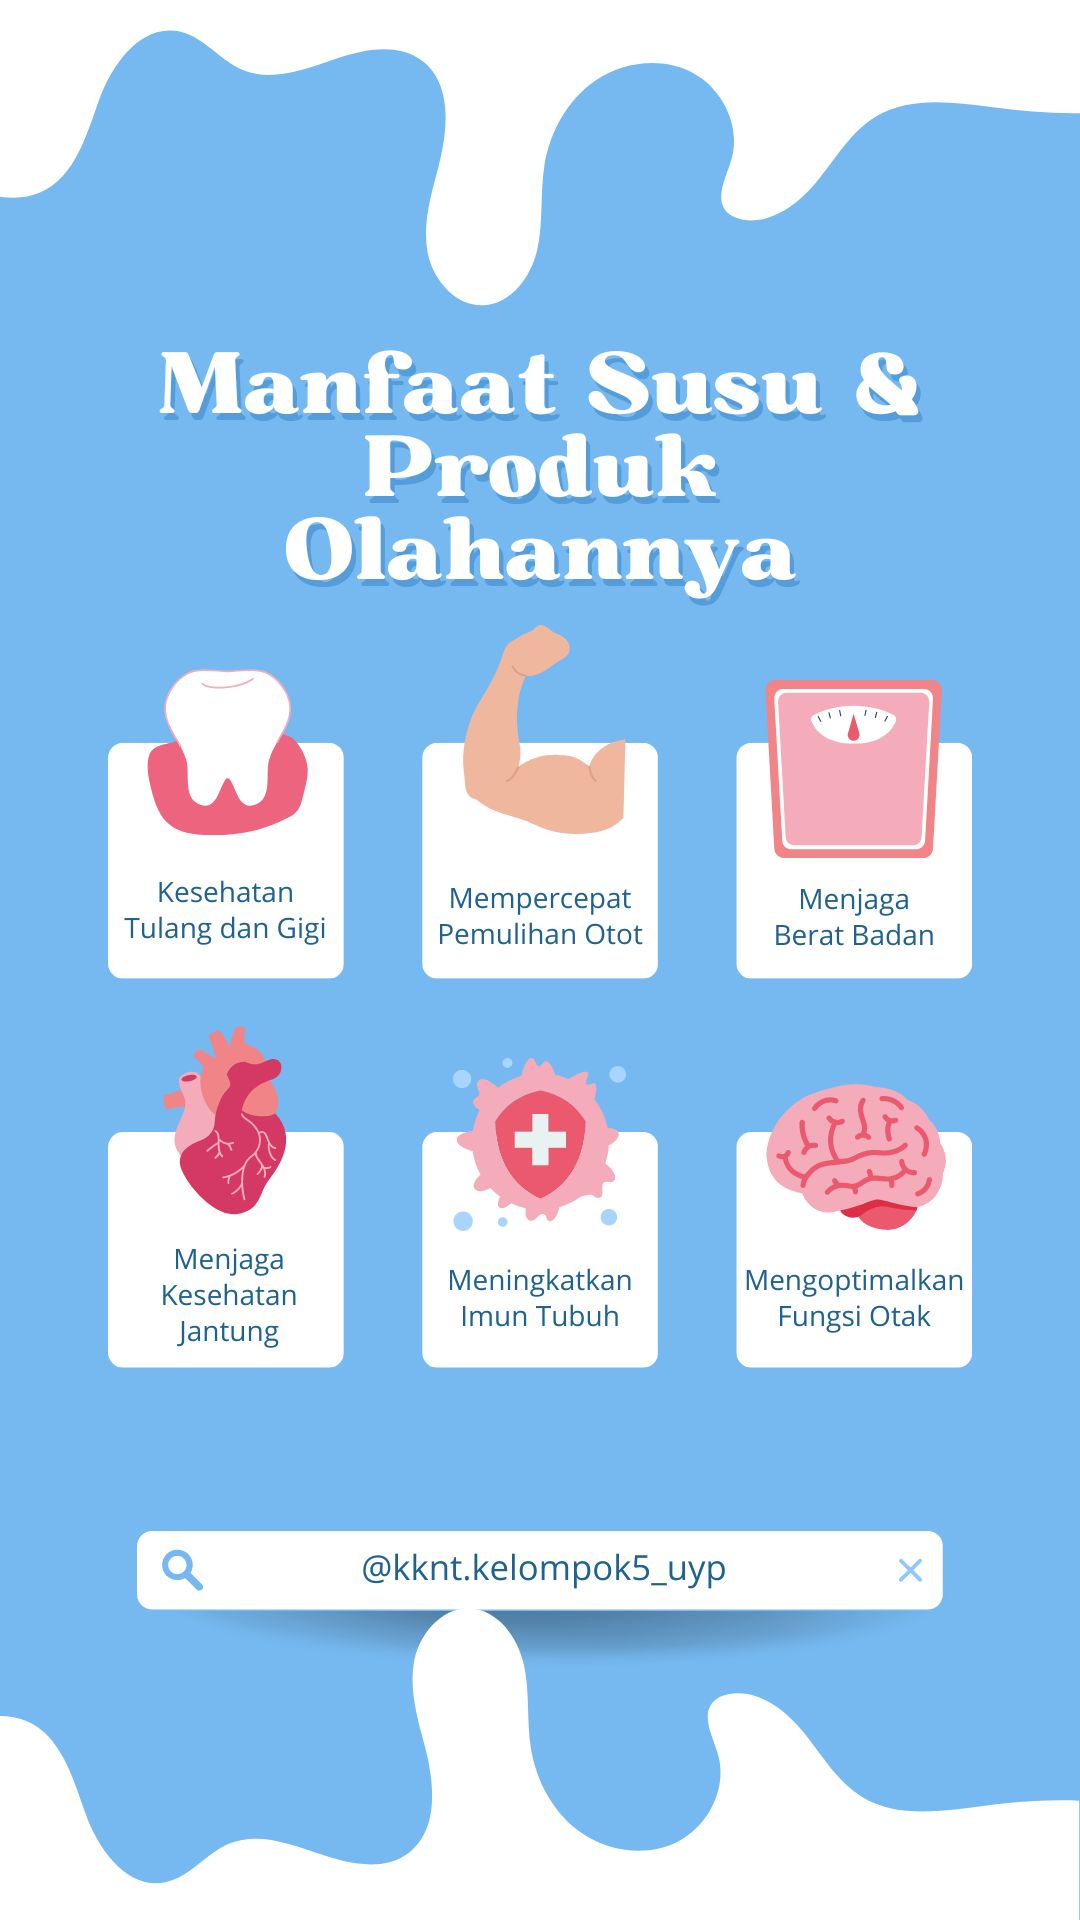 Manfaat Susu &
Produk
Olahannya
Kesehatan
Tulang dan Gigi
Mempercepat
Pemulihan Otot
Menjaga
Berat Badan
Menjaga
Kesehatan
Jantung
Meningkatkan
Imun Tubuh
Mengoptimalkan
Fungsi Otak
@kknt.kelompok5_uyp